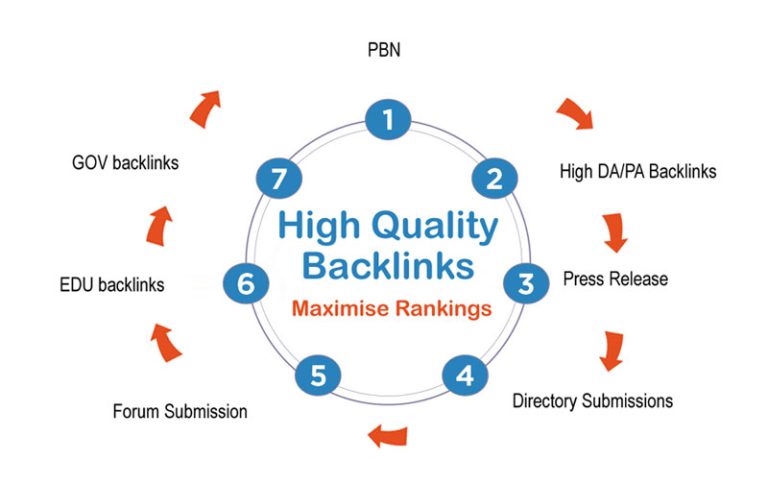 PBN
1
2
High DA/PA Backlinks
3
Press Release
4
Directory Submissions
5
Forum Submission
6
EDU backlinks
7
GOV backlinks
High Quality
Backlinks
Maximise Rankings